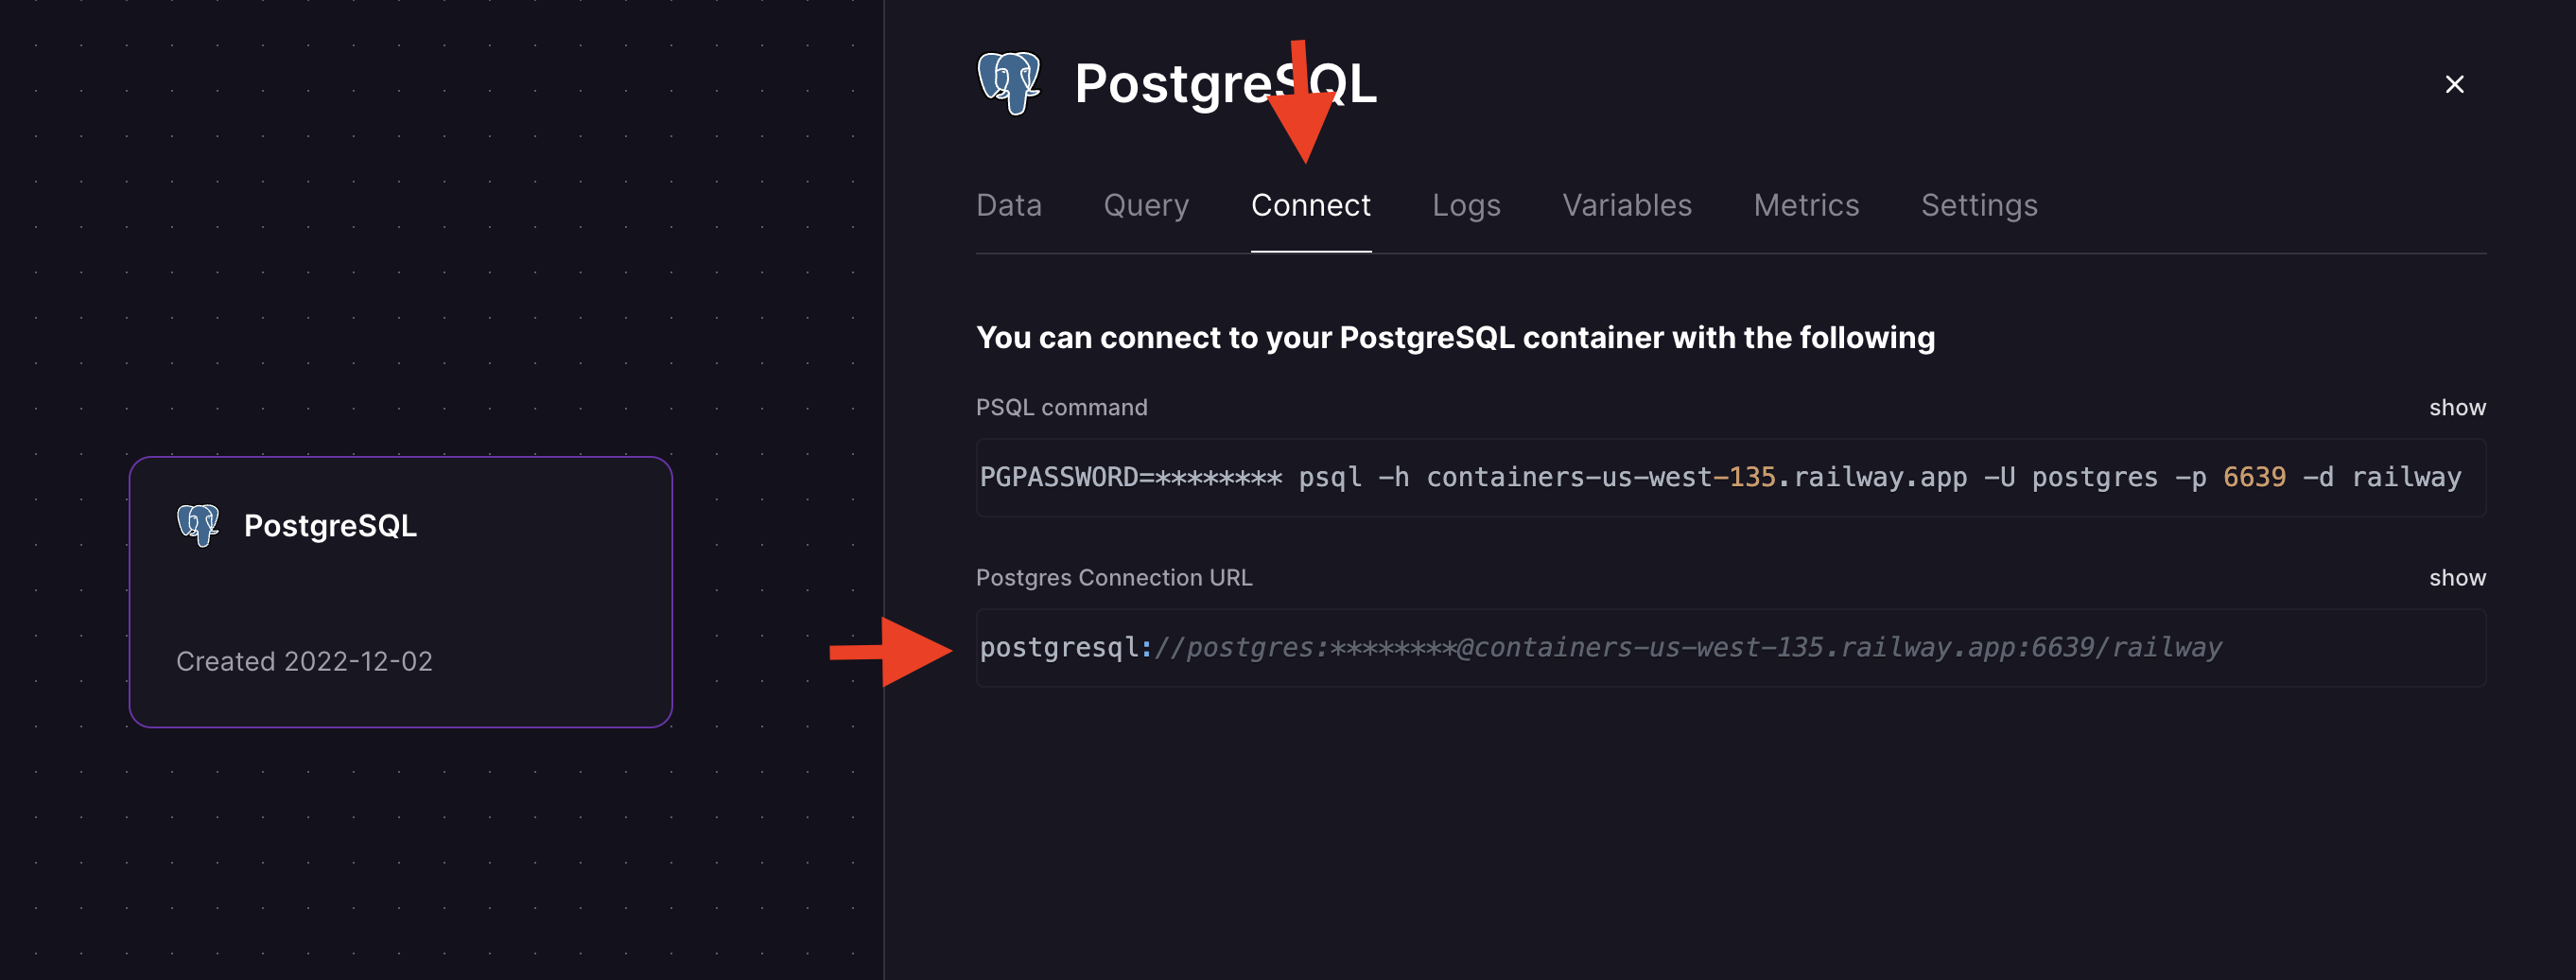 PostgreSQL
Created 2022-12-02
PostgreSQL
Data Query Connect Logs Variables Metrics Settings
You can connect to your PostgreSQL container with the following
PSQL command show
PGPASSWORD=******** psql -h containers-us-west-135.railway.app -U postgres -p 6639 -d railway
Postgres Connection URL show
postgresql://postgres:********@containers-us-west-135.railway.app:6639/railway